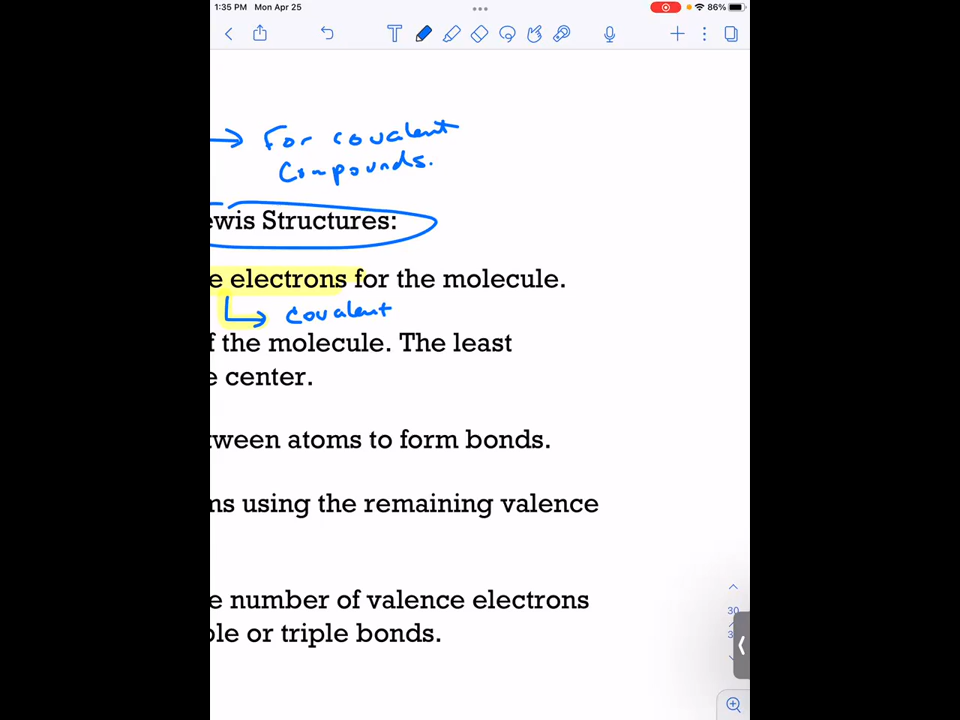 1:35 PM Mon Apr 25
86%
For covalent
Compounds.
ewis Structures:
e electrons for the molecule.
covalent
f the molecule. The least
e center.
tween atoms to form bonds.
ms using the remaining valence
e number of valence electrons
ble or triple bonds.
30